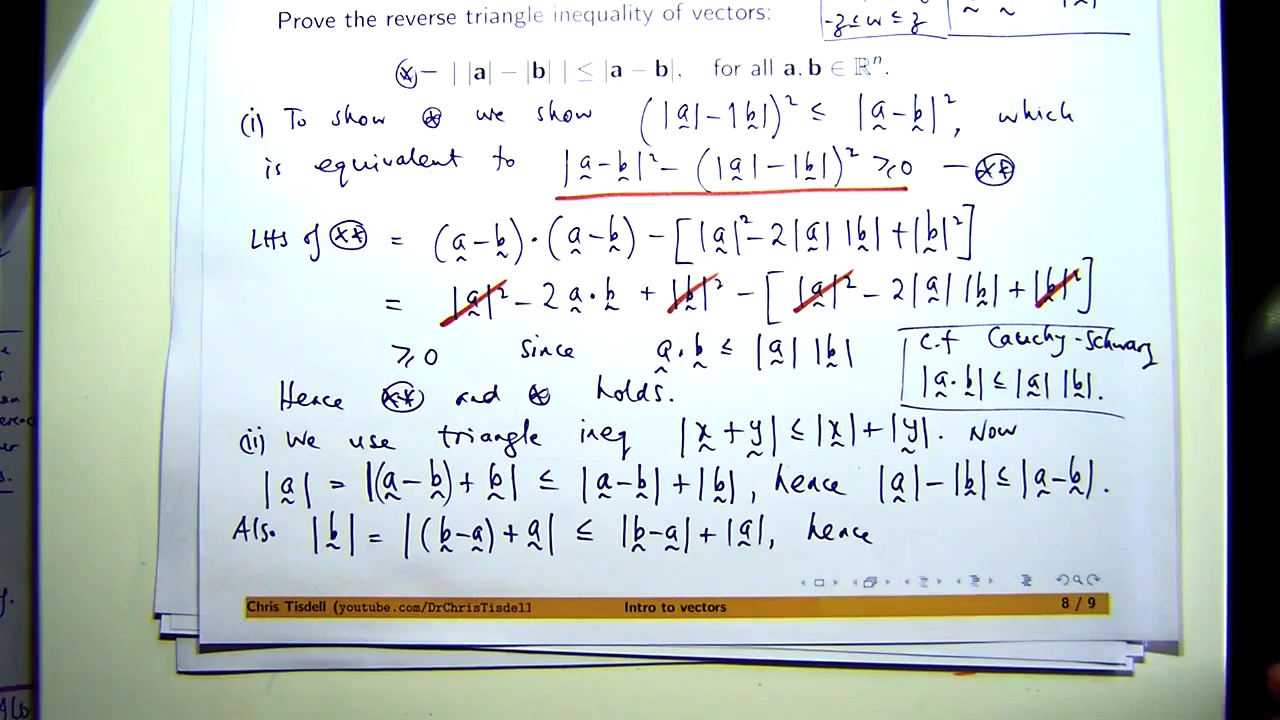 Prove the reverse triangle inequality of vectors:
-z ≤ w ≤ z
⊛ — | |a| − |b| | ≤ |a − b|, for all a, b ∈ ℝⁿ.
(i) To show ⊛ we show (|a| − |b|)² ≤ |a − b|², which
is equivalent to |a − b|² − (|a| − |b|)² ≥ 0 — (**)
LHS of (**) = (a − b) · (a − b) − [|a|² − 2|a| |b| + |b|²]
= |a|² − 2 a · b + |b|² − [|a|² − 2|a| |b| + |b|²]
≥ 0 since a · b ≤ |a| |b|
c.f Cauchy-Schwarz
|a · b| ≤ |a| |b|.
Hence (**) and ⊛ holds.
(ii) We use triangle ineq |x + y| ≤ |x| + |y|. Now
|a| = |(a − b) + b| ≤ |a − b| + |b|, hence |a| − |b| ≤ |a − b|.
Also |b| = |(b − a) + a| ≤ |b − a| + |a|, hence
Chris Tisdell (youtube.com/DrChrisTisdell Intro to vectors 8 / 9